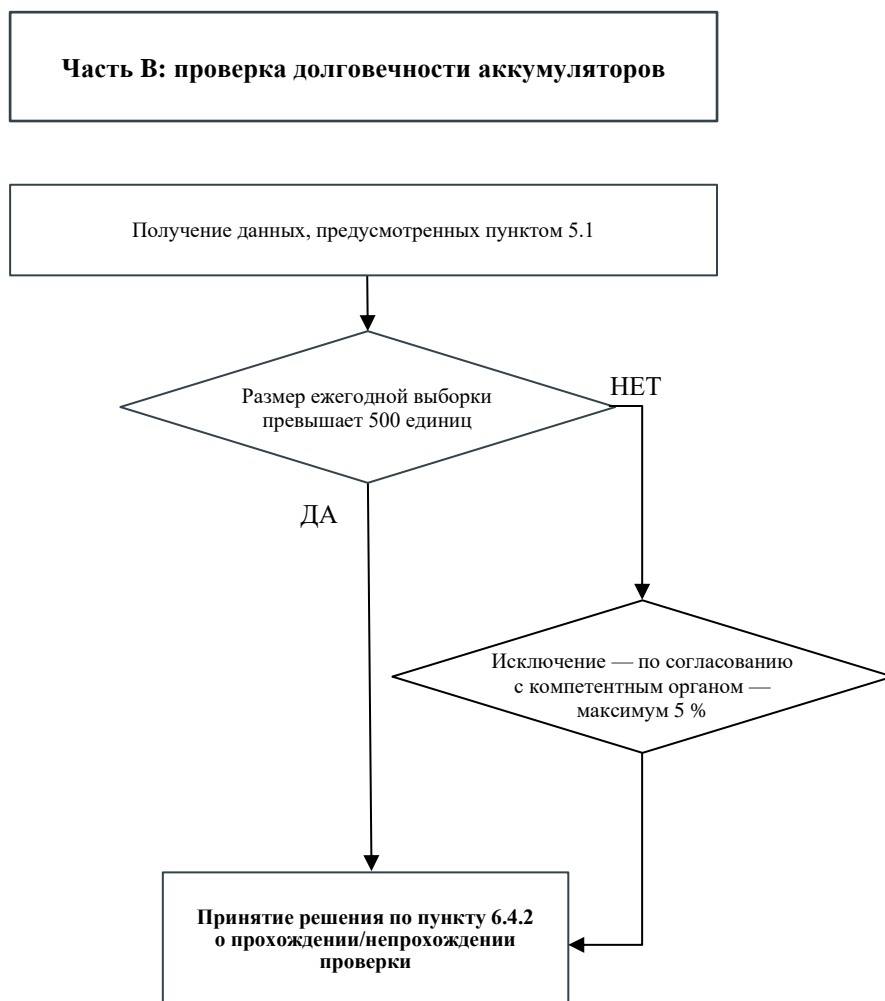 Часть B: проверка долговечности аккумуляторов
Получение данных, предусмотренных пунктом 5.1
Размер ежегодной выборки
превышает 500 единиц
НЕТ
ДА
Исключение — по согласованию
с компетентным органом —
максимум 5 %
Принятие решения по пункту 6.4.2
о прохождении/непрохождении
проверки